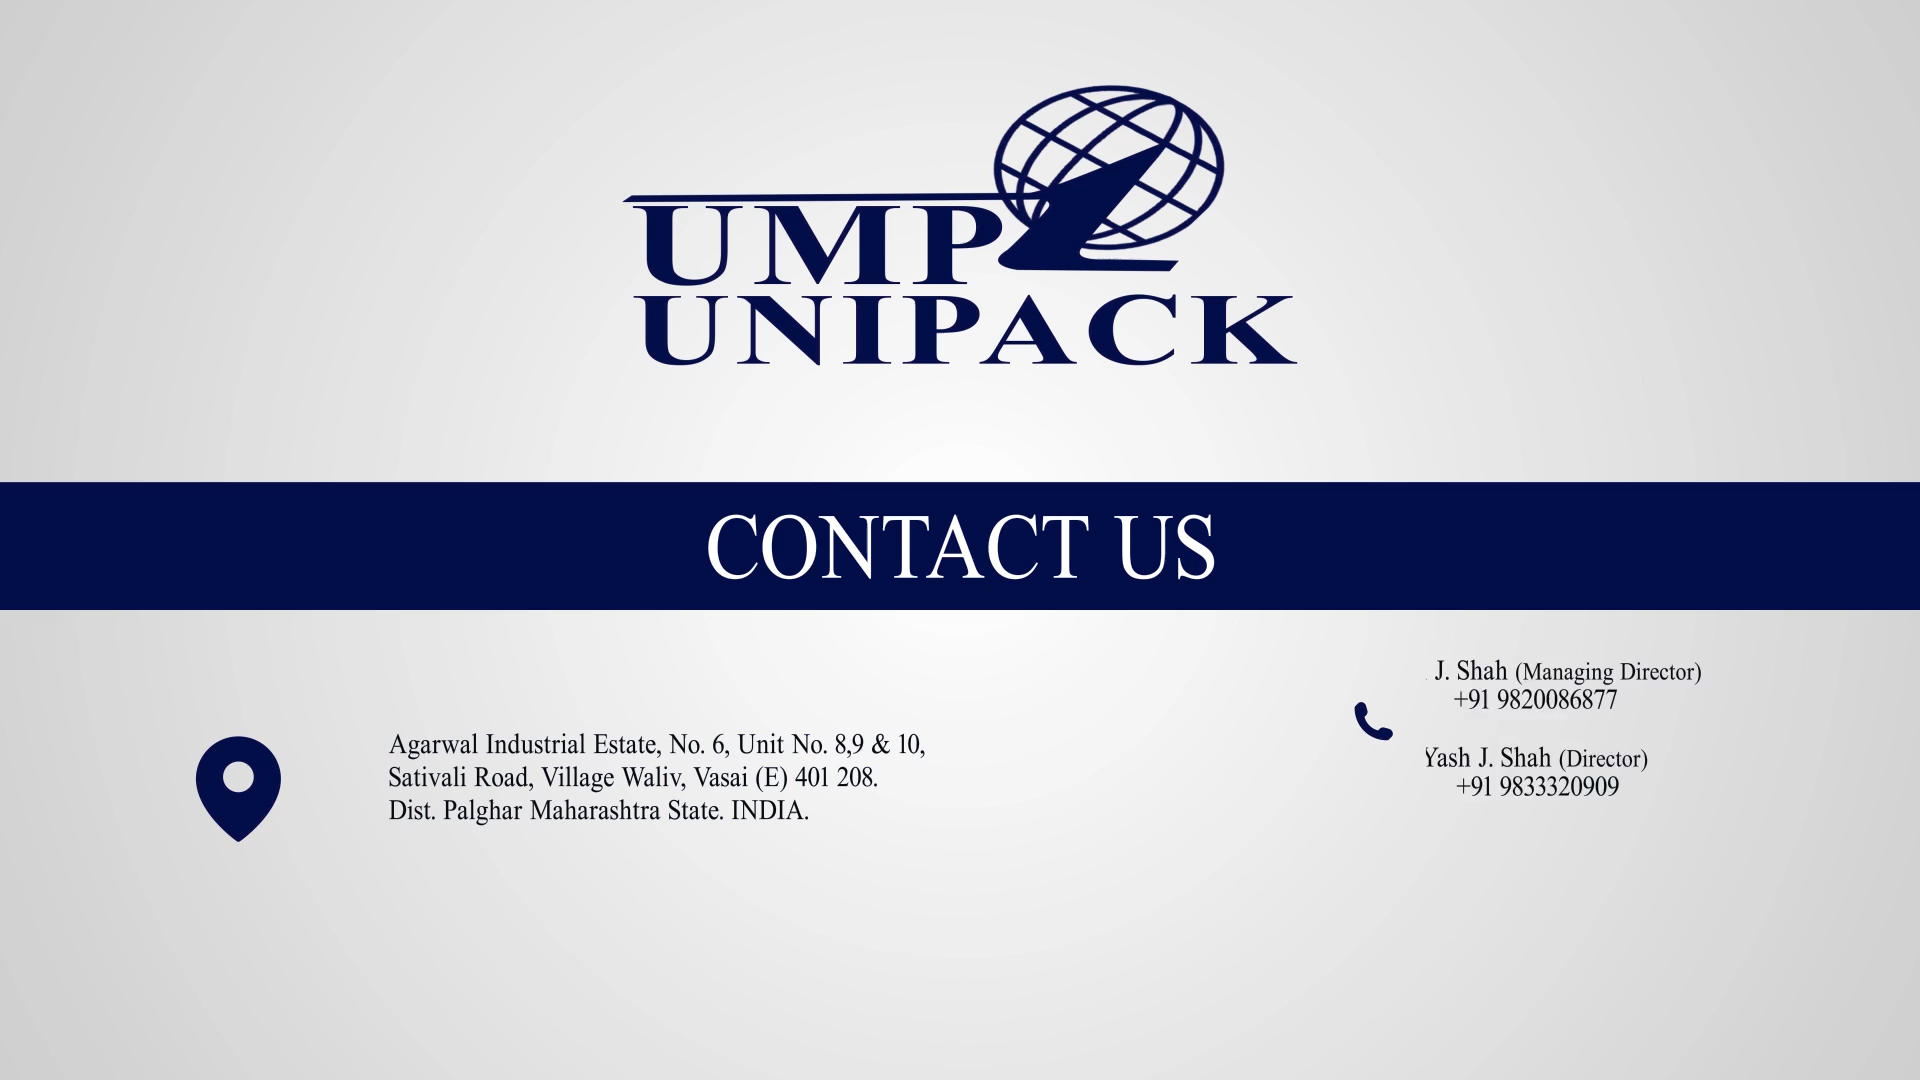 UMP
UNIPACK
CONTACT US
J. Shah (Managing Director)
+91 9820086877
Yash J. Shah (Director)
+91 9833320909
Agarwal Industrial Estate, No. 6, Unit No. 8,9 & 10,
Sativali Road, Village Waliv, Vasai (E) 401 208.
Dist. Palghar Maharashtra State. INDIA.